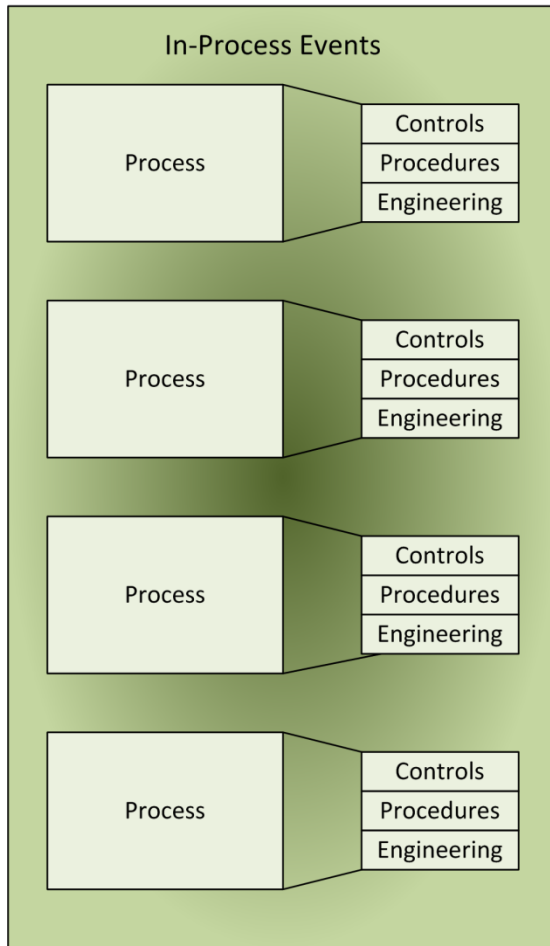 In-Process Events
Process
Controls
Procedures
Engineering
Process
Controls
Procedures
Engineering
Process
Controls
Procedures
Engineering
Process
Controls
Procedures
Engineering